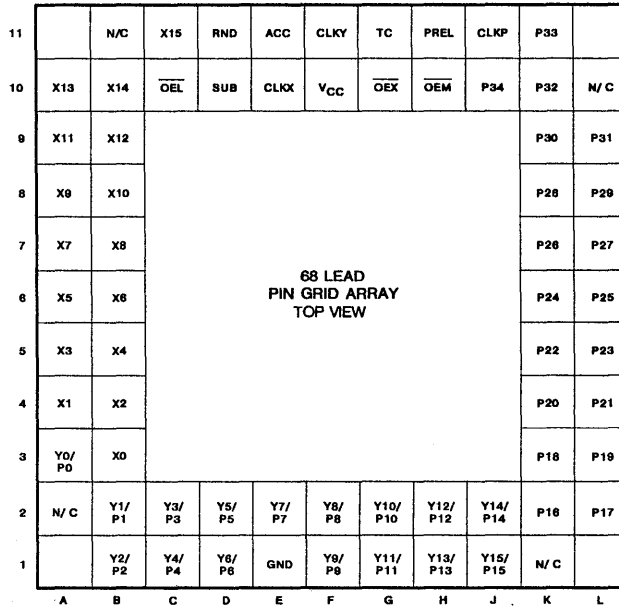 11 N/C X15 RND ACC CLKY TC PREL CLKP P33
10 X13 X14 OEL SUB CLKX VCC OEX OEM P34 P32 N/C
9 X11 X12 P30 P31
8 X9 X10 P28 P29
7 X7 X8 P26 P27
68 LEAD
PIN GRID ARRAY
TOP VIEW
6 X5 X6 P24 P25
5 X3 X4 P22 P23
4 X1 X2 P20 P21
3 Y0/P0 X0 P18 P19
2 N/C Y1/P1 Y3/P3 Y5/P5 Y7/P7 Y8/P8 Y10/P10 Y12/P12 Y14/P14 P16 P17
1 Y2/P2 Y4/P4 Y6/P6 GND Y9/P9 Y11/P11 Y13/P13 Y15/P15 N/C
A B C D E F G H J K L